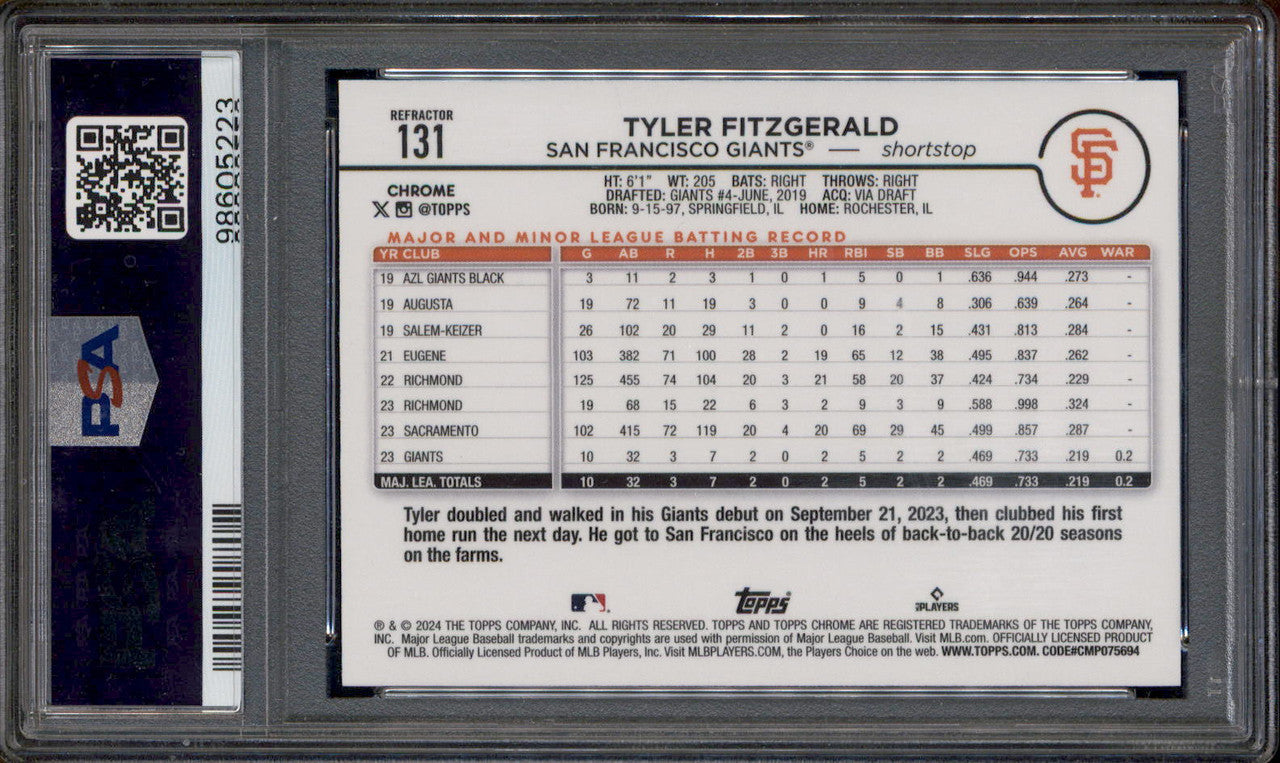 98605223
PSA
REFRACTOR
131
TYLER FITZGERALD
SAN FRANCISCO GIANTS® — shortstop
SF
CHROME
@TOPPS
HT: 6'1" WT: 205 BATS: RIGHT THROWS: RIGHT
DRAFTED: GIANTS #4-JUNE, 2019 ACQ: VIA DRAFT
BORN: 9-15-97, SPRINGFIELD, IL HOME: ROCHESTER, IL
MAJOR AND MINOR LEAGUE BATTING RECORD
YR CLUB G AB R H 2B 3B HR RBI SB BB SLG OPS AVG WAR
19 AZL GIANTS BLACK 3 11 2 3 1 0 1 5 0 1 .636 .944 .273 -
19 AUGUSTA 19 72 11 19 3 0 0 9 4 8 .306 .639 .264 -
19 SALEM-KEIZER 26 102 20 29 11 2 0 16 2 15 .431 .813 .284 -
21 EUGENE 103 382 71 100 28 2 19 65 12 38 .495 .837 .262 -
22 RICHMOND 125 455 74 104 20 3 21 58 20 37 .424 .734 .229 -
23 RICHMOND 19 68 15 22 6 3 2 9 3 9 .588 .998 .324 -
23 SACRAMENTO 102 415 72 119 20 4 20 69 29 45 .499 .857 .287 -
23 GIANTS 10 32 3 7 2 0 2 5 2 2 .469 .733 .219 0.2
MAJ. LEA. TOTALS 10 32 3 7 2 0 2 5 2 2 .469 .733 .219 0.2
Tyler doubled and walked in his Giants debut on September 21, 2023, then clubbed his first
home run the next day. He got to San Francisco on the heels of back-to-back 20/20 seasons
on the farms.
Topps
PLAYERS
® & © 2024 THE TOPPS COMPANY, INC. ALL RIGHTS RESERVED. TOPPS AND TOPPS CHROME ARE REGISTERED TRADEMARKS OF THE TOPPS COMPANY,
INC. Major League Baseball trademarks and copyrights are used with permission of Major League Baseball. Visit MLB.com. OFFICIALLY LICENSED PRODUCT
OF MLB. Officially Licensed Product of MLB Players, Inc. Visit MLBPLAYERS.COM, the Players Choice on the web. WWW.TOPPS.COM. CODE#CMP075694